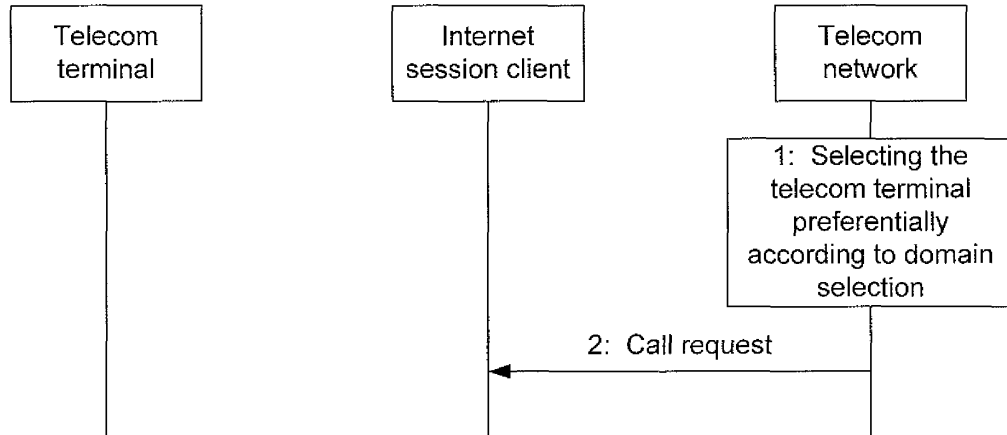 Telecom
terminal
Internet
session client
Telecom
network
1: Selecting the
telecom terminal
preferentially
according to domain
selection
2: Call request